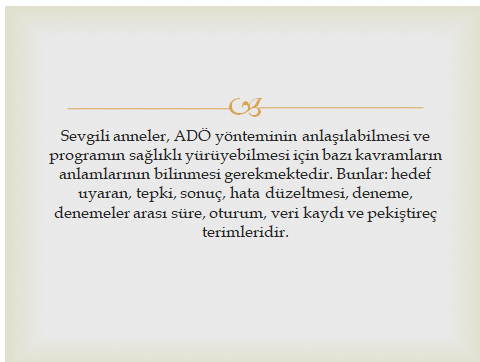 Sevgili anneler, ADÖ yönteminin anlaşılabilmesi ve
programın sağlıklı yürüyebilmesi için bazı kavramların
anlamlarının bilinmesi gerekmektedir. Bunlar: hedef
uyaran, tepki, sonuç, hata düzeltmesi, deneme,
denemeler arası süre, oturum, veri kaydı ve pekiştireç
terimleridir.